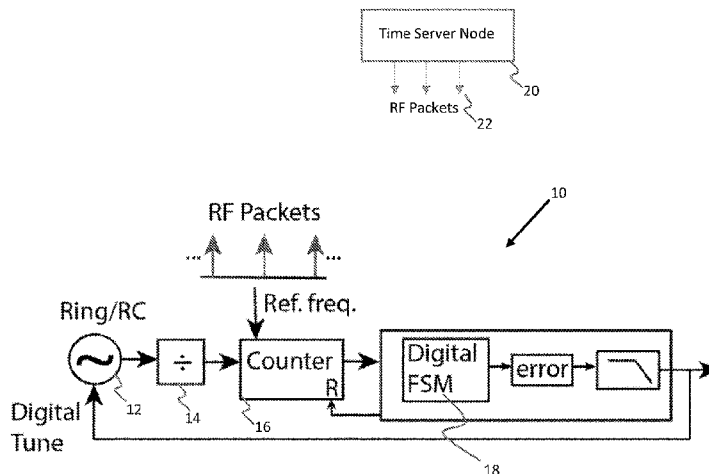 Time Server Node
20
RF Packets
22
10
RF Packets
... ...
Ref. freq.
Ring/RC
~
÷
Counter
R
Digital
FSM
error
12
14
16
18
Digital
Tune